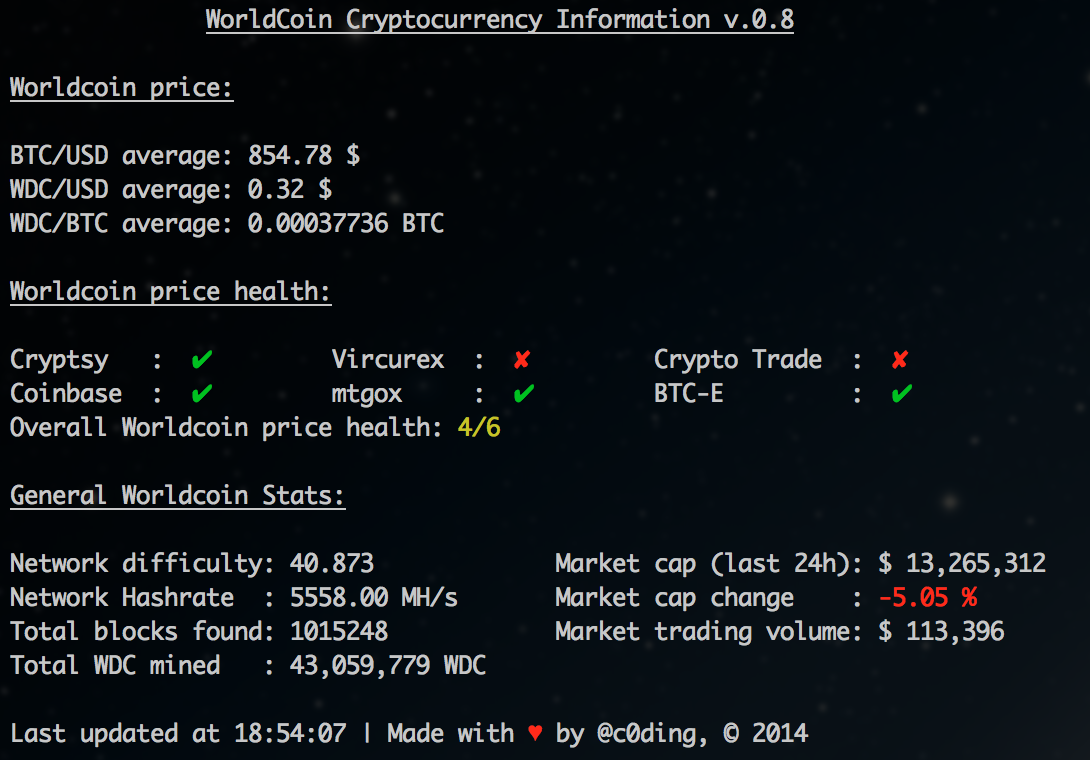 WorldCoin Cryptocurrency Information v.0.8
Worldcoin price:
BTC/USD average: 854.78 $
WDC/USD average: 0.32 $
WDC/BTC average: 0.00037736 BTC
Worldcoin price health:
Cryptsy : ✔ Vircurex : ✘ Crypto Trade : ✘
Coinbase : ✔ mtgox : ✔ BTC-E : ✔
Overall Worldcoin price health: 4/6
General Worldcoin Stats:
Network difficulty: 40.873 Market cap (last 24h): $ 13,265,312
Network Hashrate : 5558.00 MH/s Market cap change : -5.05 %
Total blocks found: 1015248 Market trading volume: $ 113,396
Total WDC mined : 43,059,779 WDC
Last updated at 18:54:07 | Made with ♥ by @c0ding, © 2014